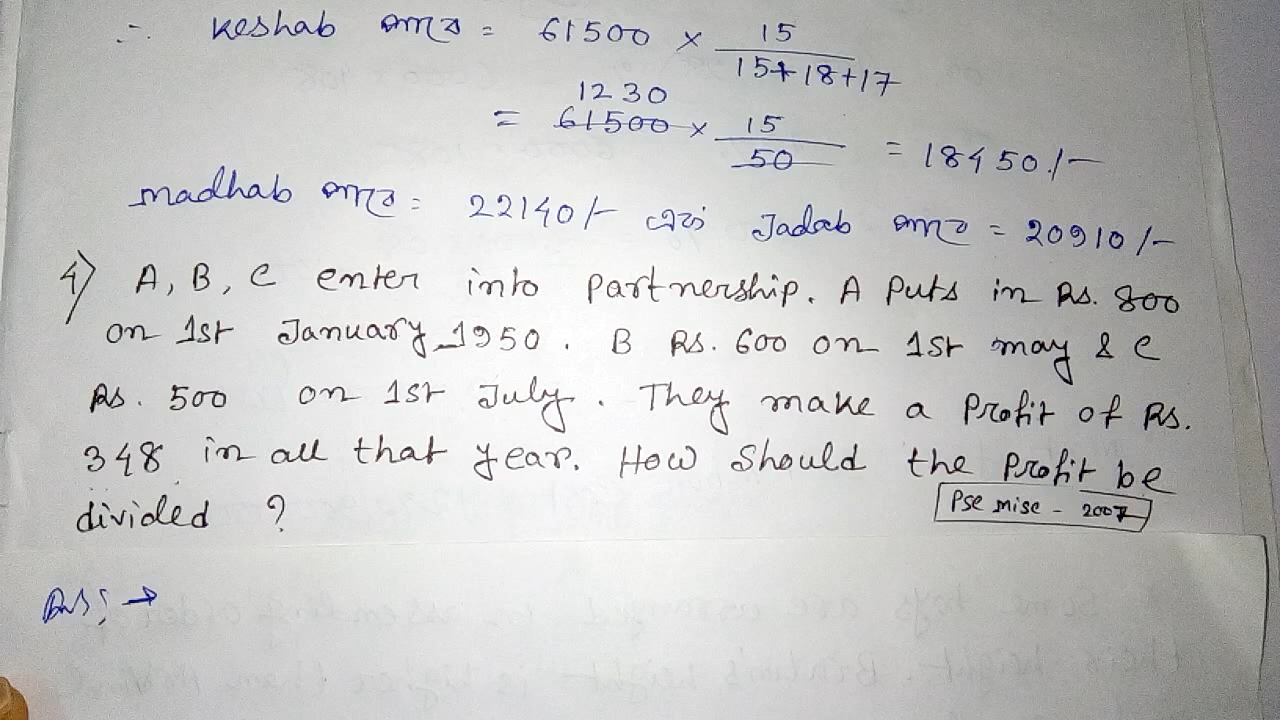 ∴ Keshab পাবে = 61500 × 15 / 15+18+17
1230
= 61500 × 15 / 50 = 18450/-
madhab পাবে = 22140/- এবং Jadab পাবে = 20910/-
4) A, B, C enter into partnership. A Puts in Rs. 800
on 1st January 1950. B Rs. 600 on 1st may & C
Rs. 500 on 1st July. They make a Profit of Rs.
348 in all that year. How Should the Profit be
divided ?
Psc misc - 2007
Ans: →